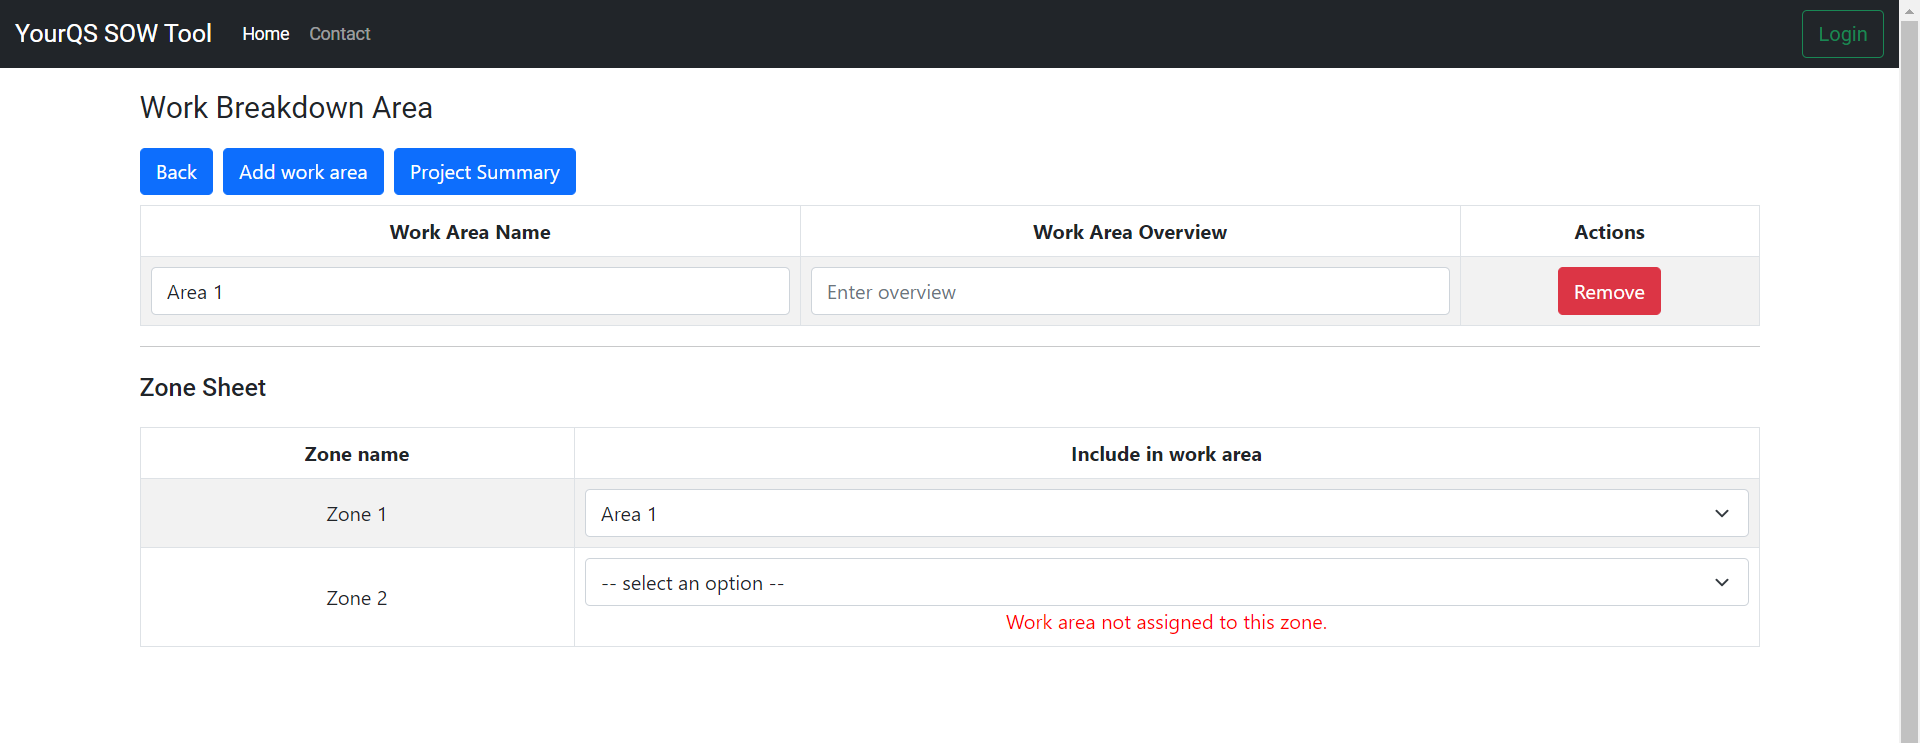 YourQS SOW Tool Home Contact Login
Work Breakdown Area
Back Add work area Project Summary
Work Area Name Work Area Overview Actions
Area 1 Enter overview Remove
Zone Sheet
Zone name Include in work area
Zone 1 Area 1
Zone 2 -- select an option --
Work area not assigned to this zone.